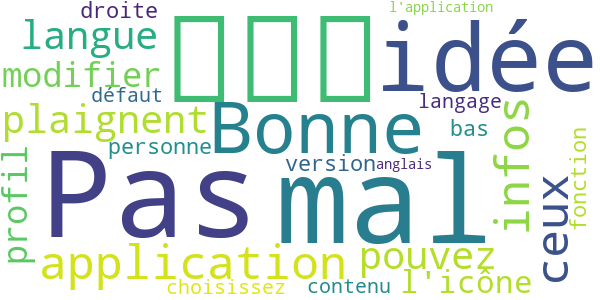 droite
l'application
langue
idée
modifier
défaut
langage
plaignent
Bonne
infos
bas
personne
version
anglais
fonction
profil
Pas
mal
ceux
application
pouvez
l'icône
choisissez
contenu